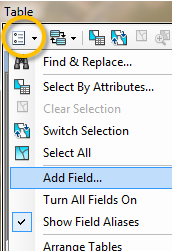 Table
Find & Replace...
Select By Attributes...
Clear Selection
Switch Selection
Select All
Add Field...
Turn All Fields On
Show Field Aliases
Arrange Tables